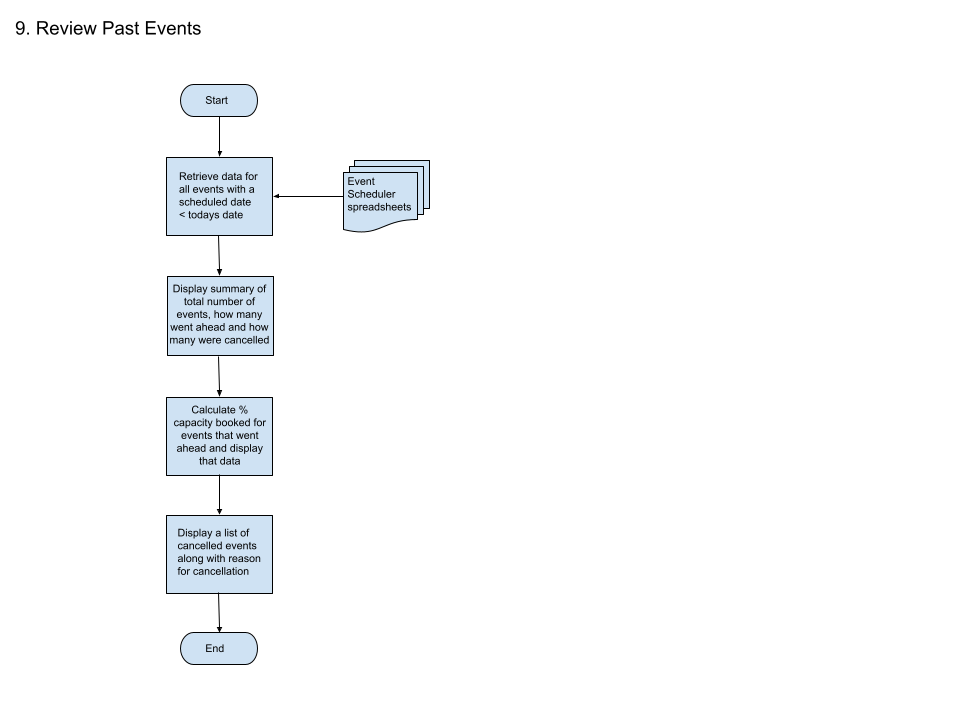 9. Review Past Events
Start
Retrieve data for
all events with a
scheduled date
< todays date
Event
Scheduler
spreadsheets
Display summary of
total number of
events, how many
went ahead and how
many were cancelled
Calculate %
capacity booked for
events that went
ahead and display
that data
Display a list of
cancelled events
along with reason
for cancellation
End